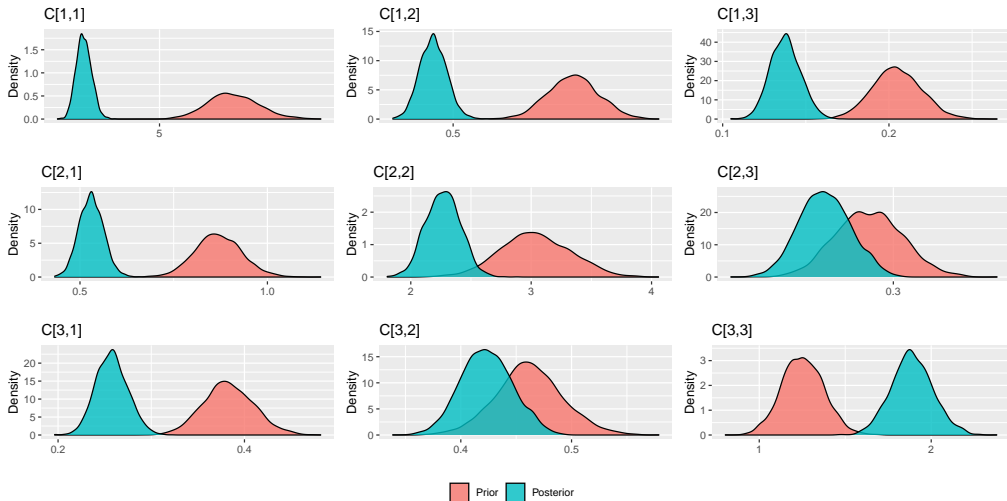 C[1,1]
Density
1.5
1.0
0.5
0.0
5
C[1,2]
Density
15
10
5
0
0.5
C[1,3]
Density
40
30
20
10
0
0.1
0.2
C[2,1]
Density
10
5
0
0.5
1.0
C[2,2]
Density
2
1
0
2
3
4
C[2,3]
Density
20
10
0
0.3
C[3,1]
Density
20
15
10
5
0
0.2
0.4
C[3,2]
Density
15
10
5
0
0.4
0.5
C[3,3]
Density
3
2
1
0
1
2
Prior
Posterior